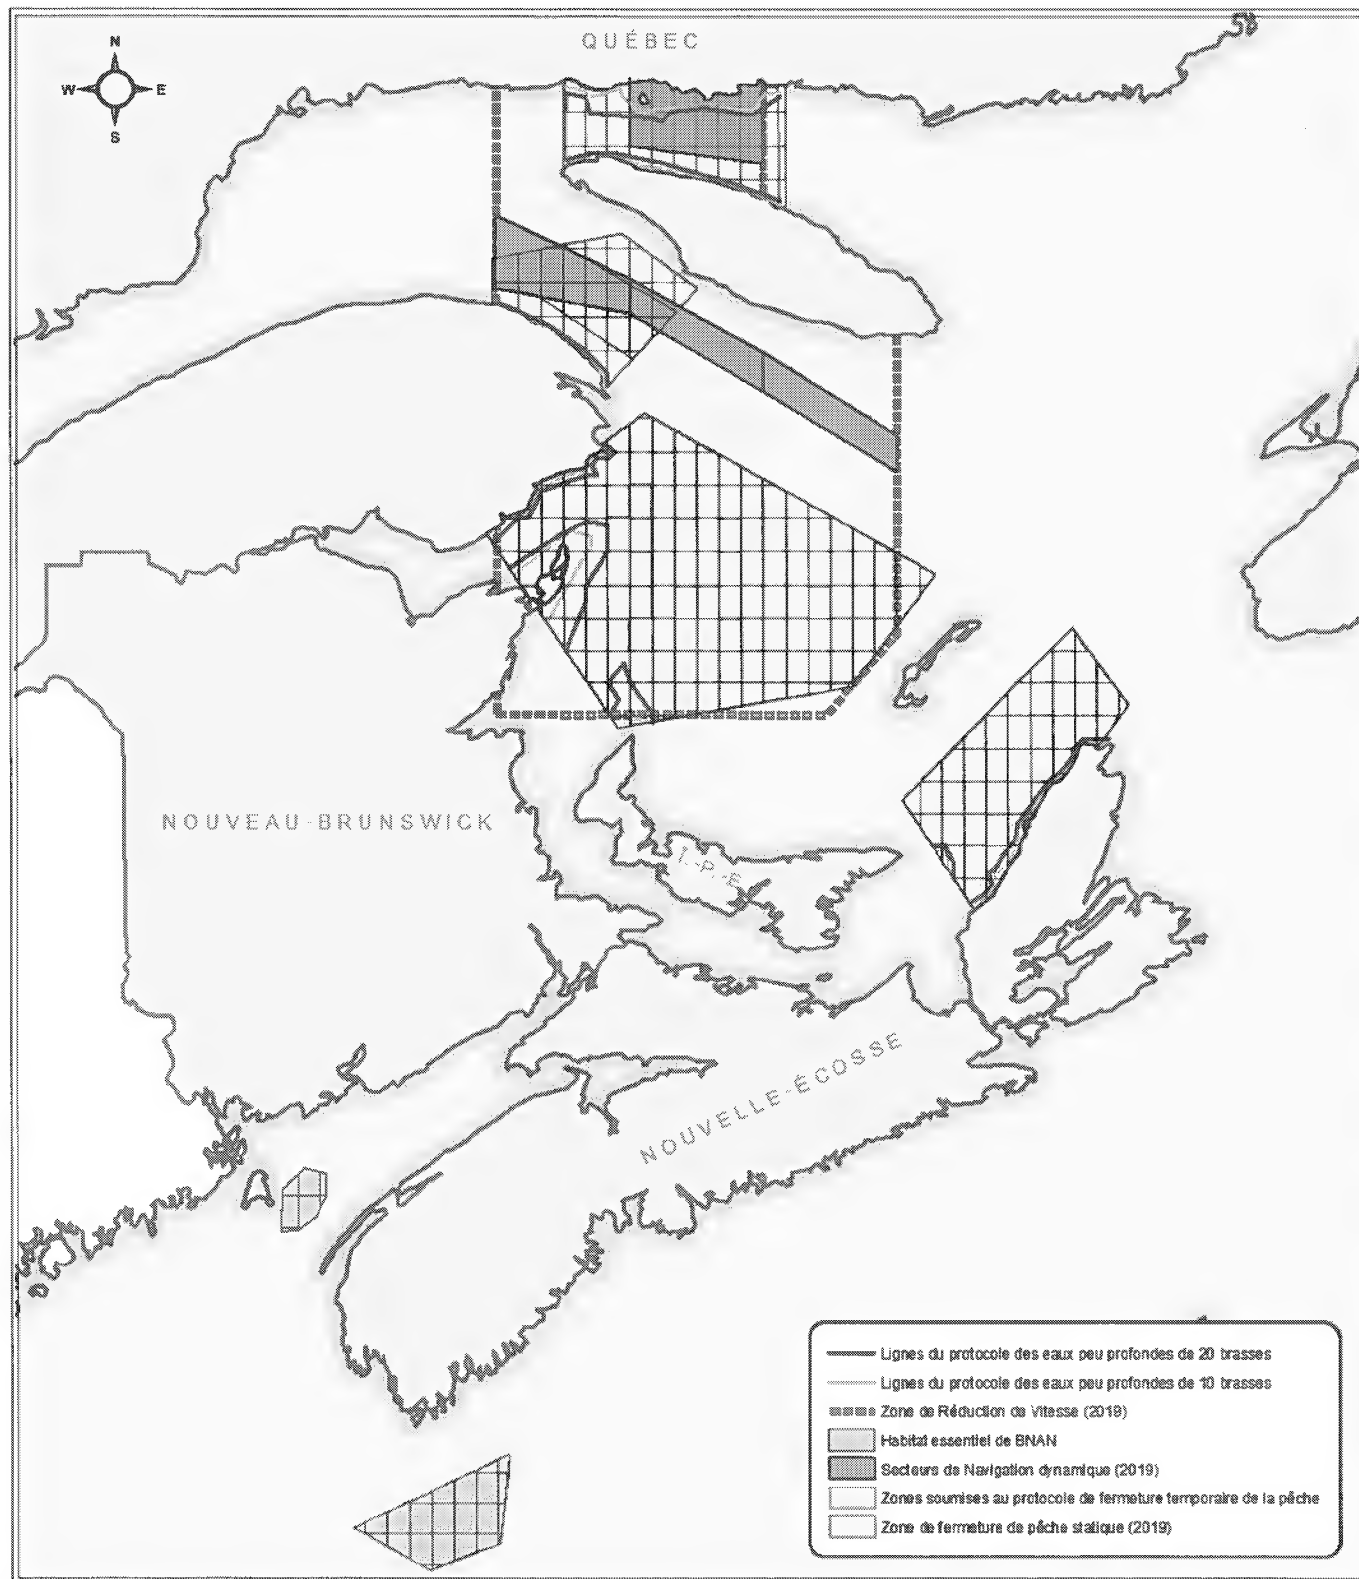 QUÉBEC
N
W E
S
NOUVEAU-BRUNSWICK
Î.-P.-É
NOUVELLE-ÉCOSSE
Lignes du protocole des eaux peu profondes de 20 brasses
Lignes du protocole des eaux peu profondes de 10 brasses
Zone de Réduction de Vitesse (2019)
Habitat essentiel de BNAN
Secteurs de Navigation dynamique (2019)
Zones soumises au protocole de fermeture temporaire de la pêche
Zone de fermeture de pêche statique (2019)